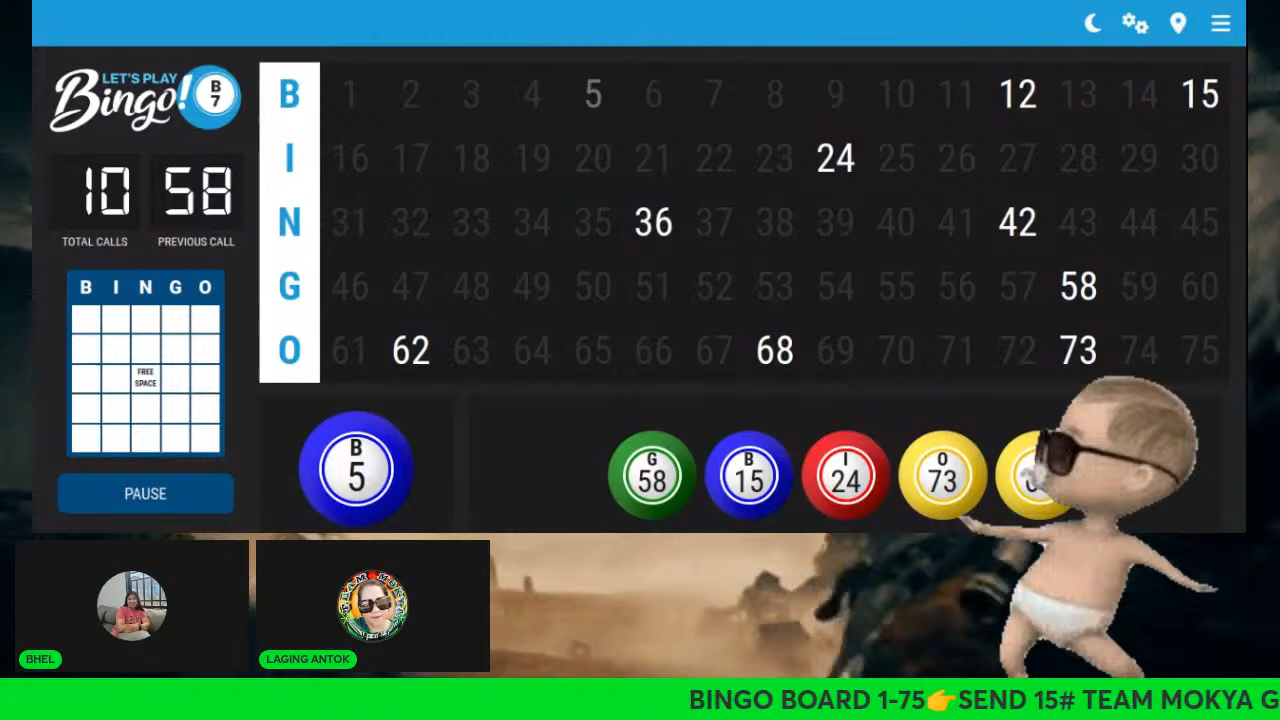 LET'S PLAY
Bingo!
B
7
10 58
TOTAL CALLS PREVIOUS CALL
B I N G O
FREE
SPACE
PAUSE
B 1 2 3 4 5 6 7 8 9 10 11 12 13 14 15
I 16 17 18 19 20 21 22 23 24 25 26 27 28 29 30
N 31 32 33 34 35 36 37 38 39 40 41 42 43 44 45
G 46 47 48 49 50 51 52 53 54 55 56 57 58 59 60
O 61 62 63 64 65 66 67 68 69 70 71 72 73 74 75
B
5
G
58
B
15
I
24
O
73
BHEL
TEAM MOKYA
LAGING ANTOK
BINGO BOARD 1-75👉SEND 15# TEAM MOKYA G